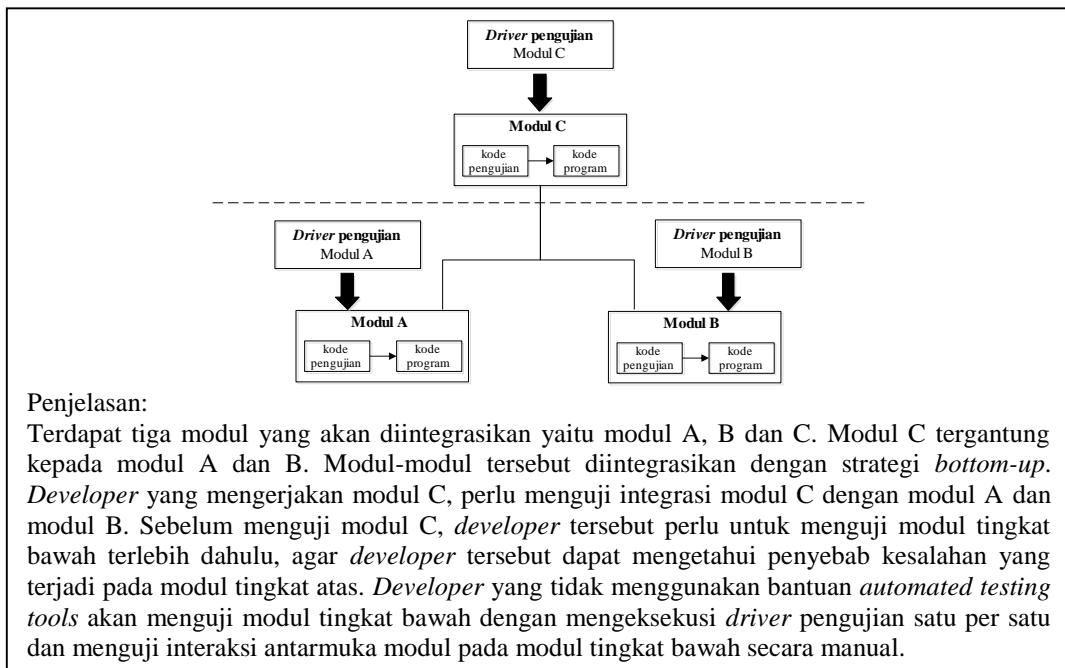 Driver pengujian
Modul C
Modul C
kode
pengujian
kode
program
Driver pengujian
Modul A
Driver pengujian
Modul B
Modul A
kode
pengujian
kode
program
Modul B
kode
pengujian
kode
program
Penjelasan:
Terdapat tiga modul yang akan diintegrasikan yaitu modul A, B dan C. Modul C tergantung
kepada modul A dan B. Modul-modul tersebut diintegrasikan dengan strategi bottom-up.
Developer yang mengerjakan modul C, perlu menguji integrasi modul C dengan modul A dan
modul B. Sebelum menguji modul C, developer tersebut perlu untuk menguji modul tingkat
bawah terlebih dahulu, agar developer tersebut dapat mengetahui penyebab kesalahan yang
terjadi pada modul tingkat atas. Developer yang tidak menggunakan bantuan automated testing
tools akan menguji modul tingkat bawah dengan mengeksekusi driver pengujian satu per satu
dan menguji interaksi antarmuka modul pada modul tingkat bawah secara manual.